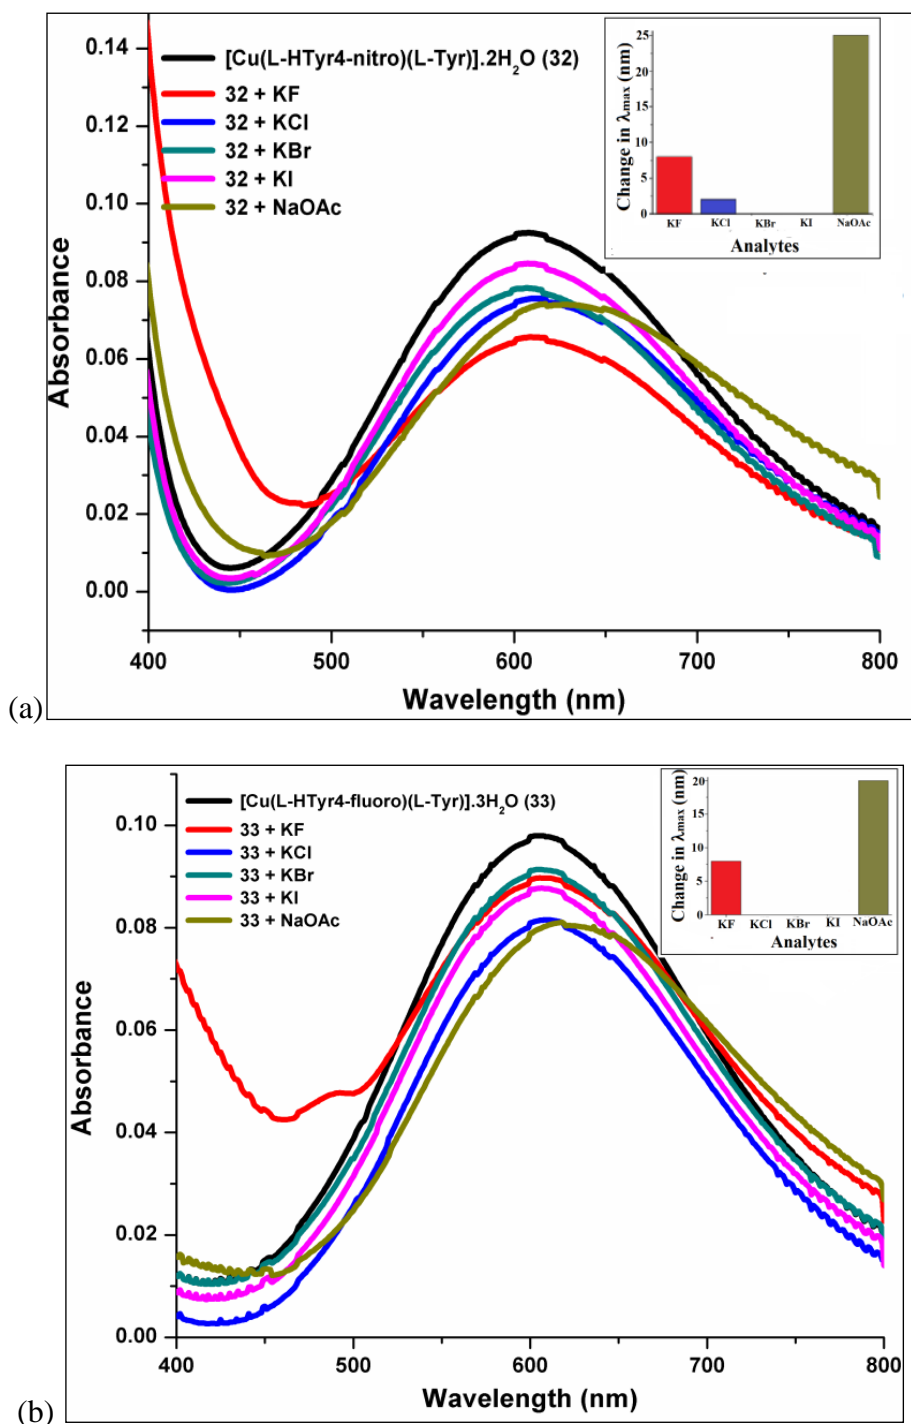 0.14
0.12
0.10
0.08
0.06
0.04
0.02
0.00
Absorbance
[Cu(L-HTyr4-nitro)(L-Tyr)].2H₂O (32)
32 + KF
32 + KCl
32 + KBr
32 + KI
32 + NaOAc
Change in λmax (nm)
25
20
15
10
5
0
KF KCl KBr KI NaOAc
Analytes
400 500 600 700 800
Wavelength (nm)
(a)
0.10
0.08
0.06
0.04
0.02
0.00
Absorbance
[Cu(L-HTyr4-fluoro)(L-Tyr)].3H₂O (33)
33 + KF
33 + KCl
33 + KBr
33 + KI
33 + NaOAc
Change in λmax (nm)
20
15
10
5
0
KF KCl KBr KI NaOAc
Analytes
400 500 600 700 800
Wavelength (nm)
(b)